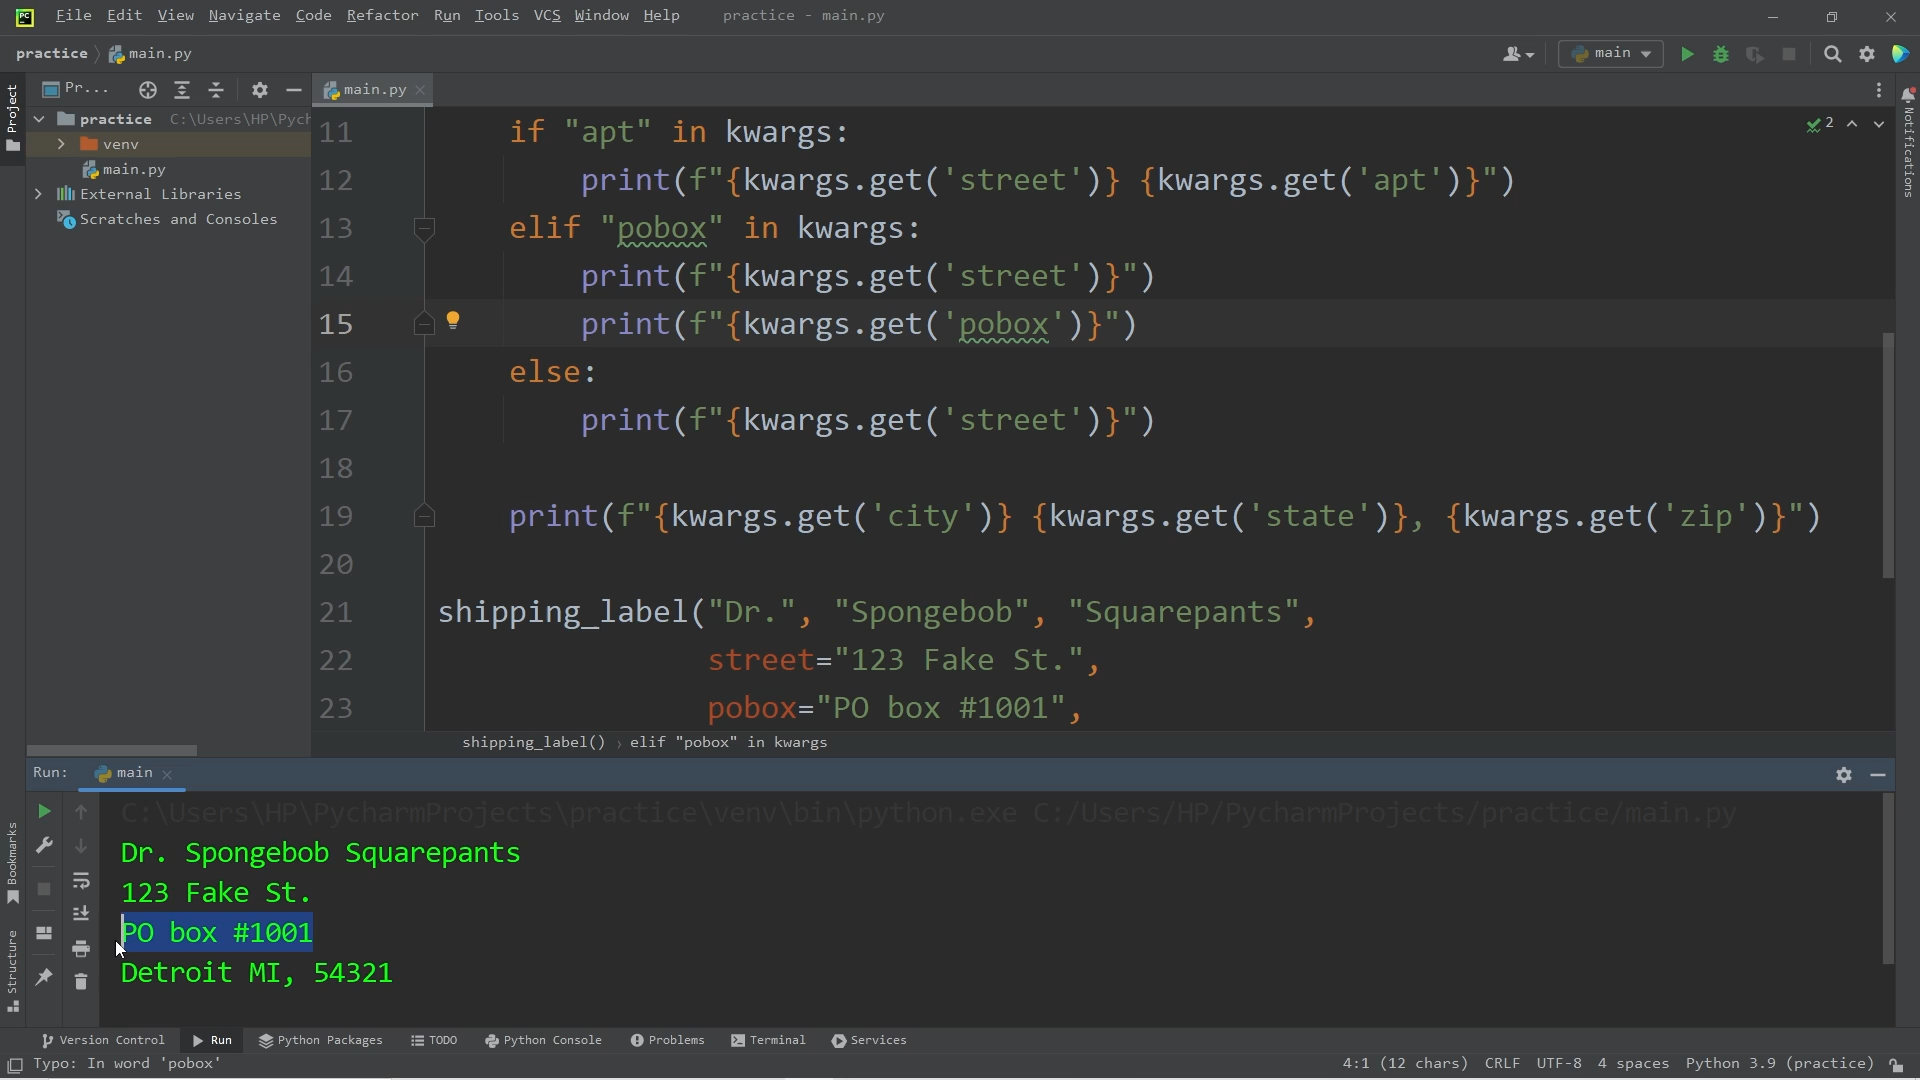 PC File Edit View Navigate Code Refactor Run Tools VCS Window Help practice - main.py
practice main.py main
Project
Pr... main.py
practice C:\Users\HP\Pych
venv
main.py
External Libraries
Scratches and Consoles
Notifications
2
11 if "apt" in kwargs:
12 print(f"{kwargs.get('street')} {kwargs.get('apt')}")
13 elif "pobox" in kwargs:
14 print(f"{kwargs.get('street')}")
15 print(f"{kwargs.get('pobox')}")
16 else:
17 print(f"{kwargs.get('street')}")
18
19 print(f"{kwargs.get('city')} {kwargs.get('state')}, {kwargs.get('zip')}")
20
21 shipping_label("Dr.", "Spongebob", "Squarepants",
22 street="123 Fake St.",
23 pobox="PO box #1001",
shipping_label() › elif "pobox" in kwargs
Run: main
C:\Users\HP\PycharmProjects\practice\venv\bin\python.exe C:/Users/HP/PycharmProjects/practice/main.py
Dr. Spongebob Squarepants
123 Fake St.
PO box #1001
Detroit MI, 54321
Bookmarks
Structure
Version Control Run Python Packages TODO Python Console Problems Terminal Services
Typo: In word 'pobox' 4:1 (12 chars) CRLF UTF-8 4 spaces Python 3.9 (practice)